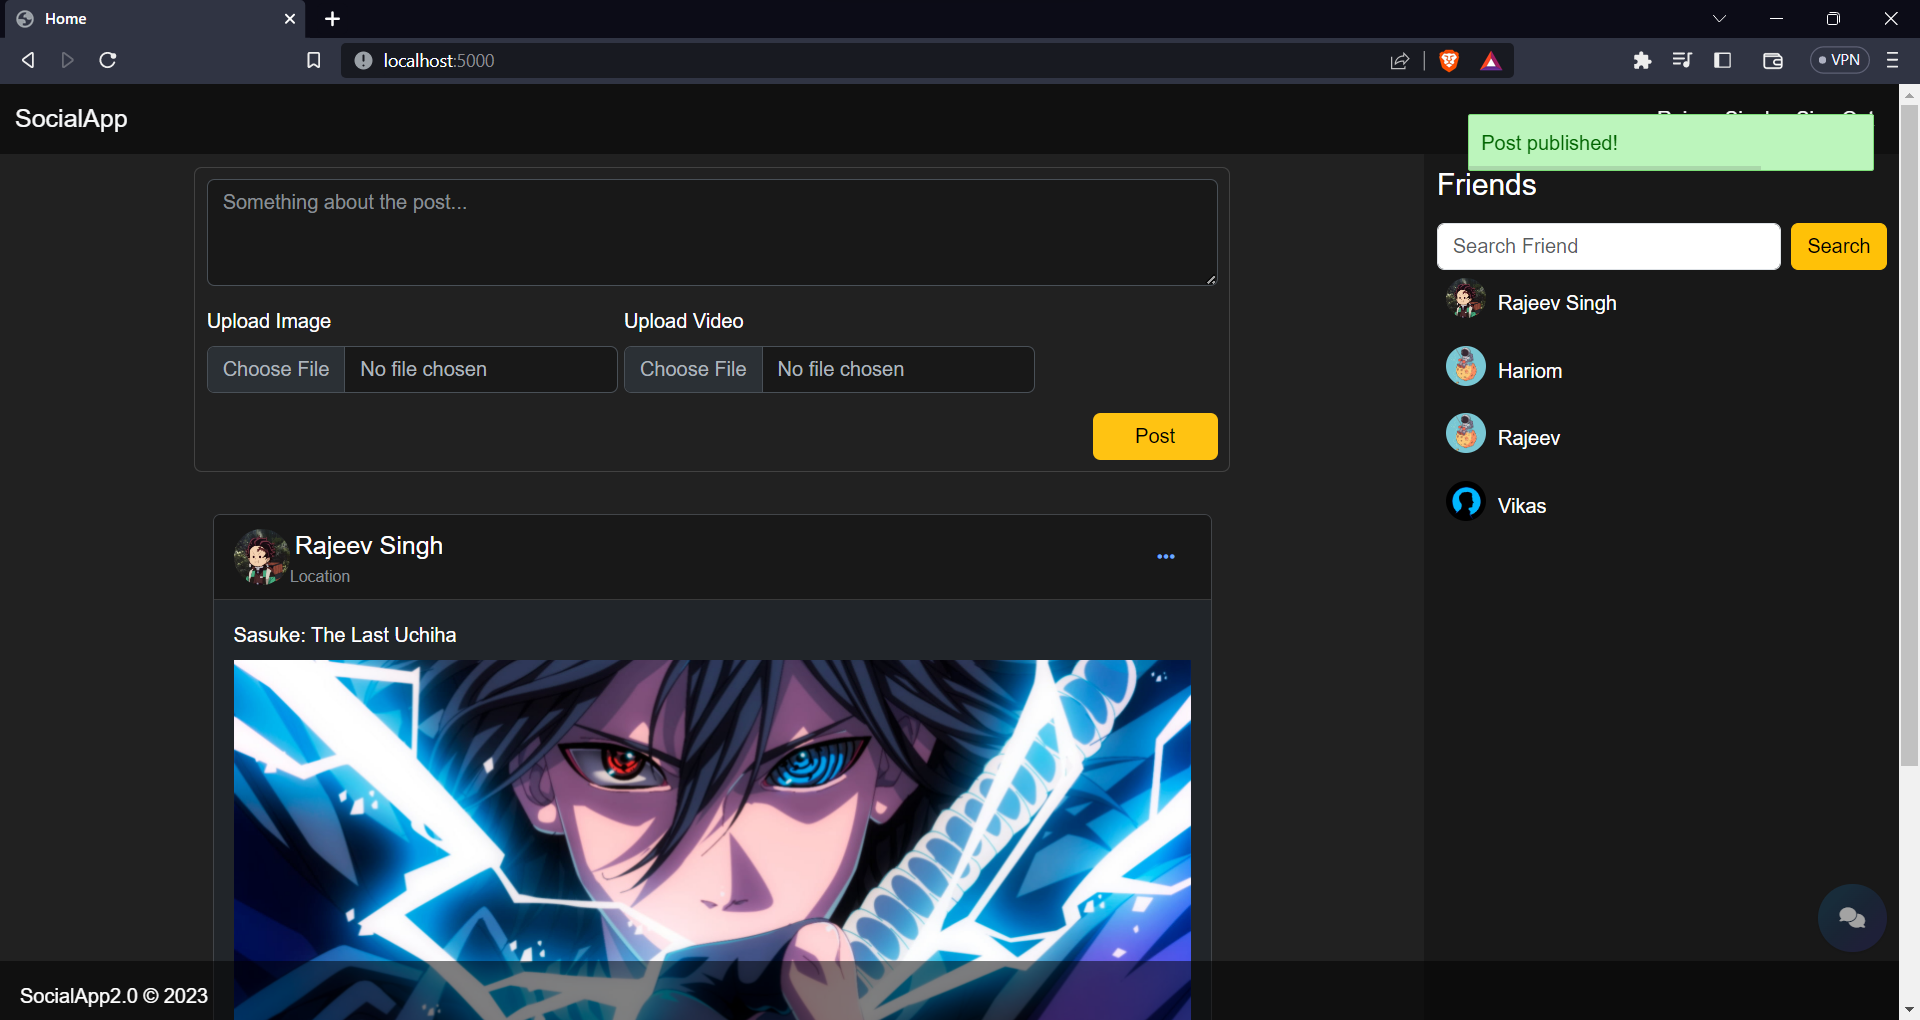 Home
localhost:5000
VPN
SocialApp
Post published!
Something about the post...
Upload Image
Upload Video
Choose File No file chosen
Choose File No file chosen
Post
Friends
Search Friend
Search
Rajeev Singh
Hariom
Rajeev
Vikas
Rajeev Singh
Location
Sasuke: The Last Uchiha
SocialApp2.0 © 2023